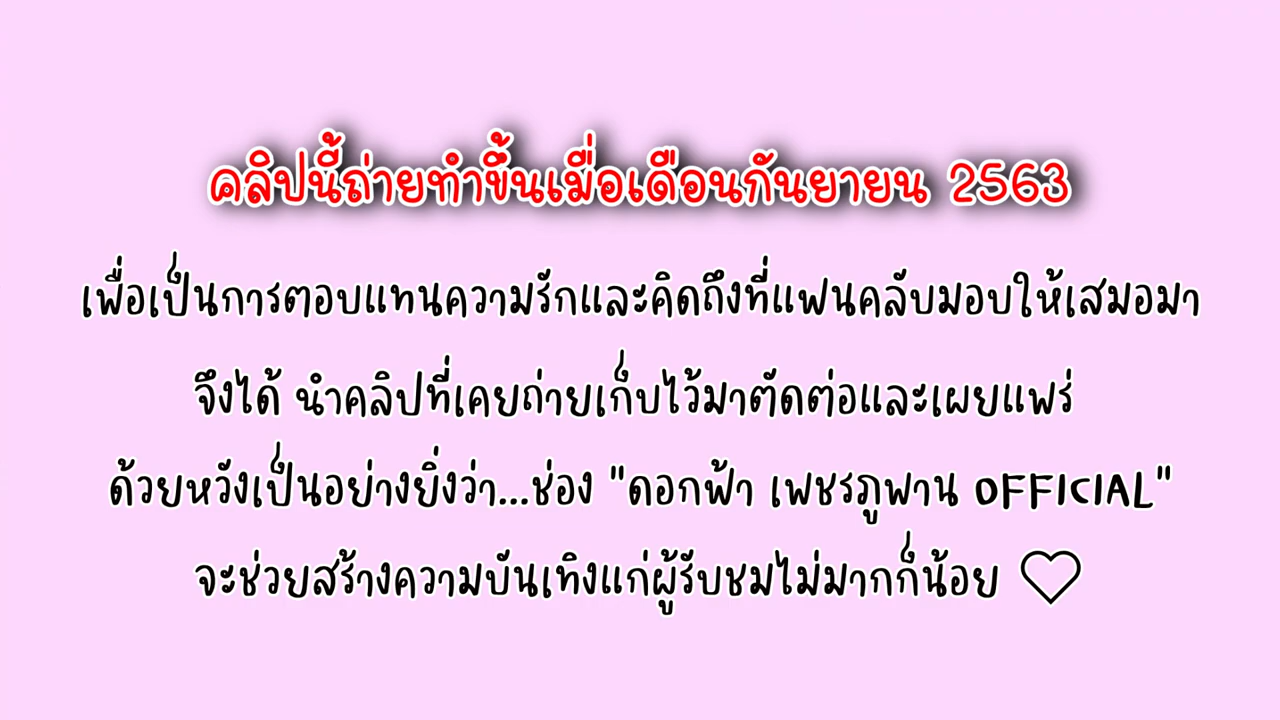 คลิปนี้ถ่ายทำขึ้นเมื่อเดือนกันยายน 2563
เพื่อเป็นการตอบแทนความรักและคิดถึงที่แฟนคลับมอบให้เสมอมา
จึงได้ นำคลิปที่เคยถ่ายเก็บไว้มาตัดต่อและเผยแพร่
ด้วยหวังเป็นอย่างยิ่งว่า...ช่อง "ดอกฟ้า เพชรภูพาน OFFICIAL"
จะช่วยสร้างความบันเทิงแก่ผู้รับชมไม่มากก็น้อย ♡